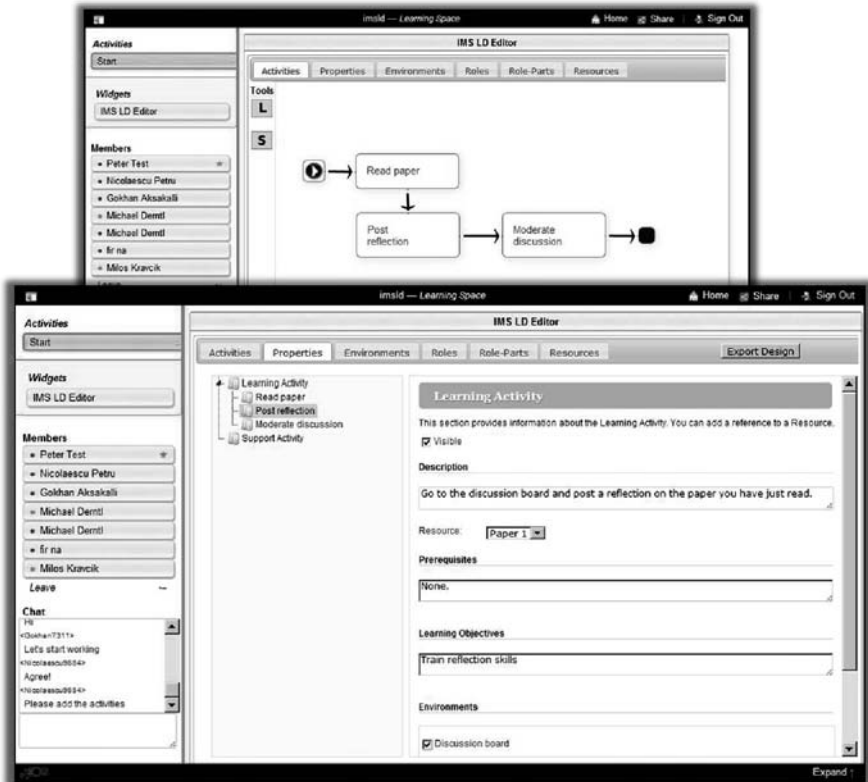 imsld — Learning Space
Home Share Sign Out
Activities
Start
Widgets
IMS LD Editor
Members
Peter Test
Nicolaescu Petru
Gokhan Aksakalli
Michael Derntl
Michael Derntl
fir na
Milos Kravcik
IMS LD Editor
Activities Properties Environments Roles Role-Parts Resources
Tools
L
S
Read paper
Post
reflection
Moderate
discussion
imsld — Learning Space
Home Share Sign Out
Activities
Start
Widgets
IMS LD Editor
Members
Peter Test
Nicolaescu Petru
Gokhan Aksakalli
Michael Derntl
Michael Derntl
fir na
Milos Kravcik
Leave
Chat
Hi
<Gokhan7311>
Let's start working
<Nicolaescu9884>
Agree!
<Nicolaescu9884>
Please add the activities
IMS LD Editor
Activities Properties Environments Roles Role-Parts Resources Export Design
Learning Activity
Read paper
Post reflection
Moderate discussion
Support Activity
Learning Activity
This section provides information about the Learning Activity. You can add a reference to a Resource.
Visible
Description
Go to the discussion board and post a reflection on the paper you have just read.
Resource: Paper 1
Prerequisites
None.
Learning Objectives
Train reflection skills
Environments
Discussion board
Expand ↑